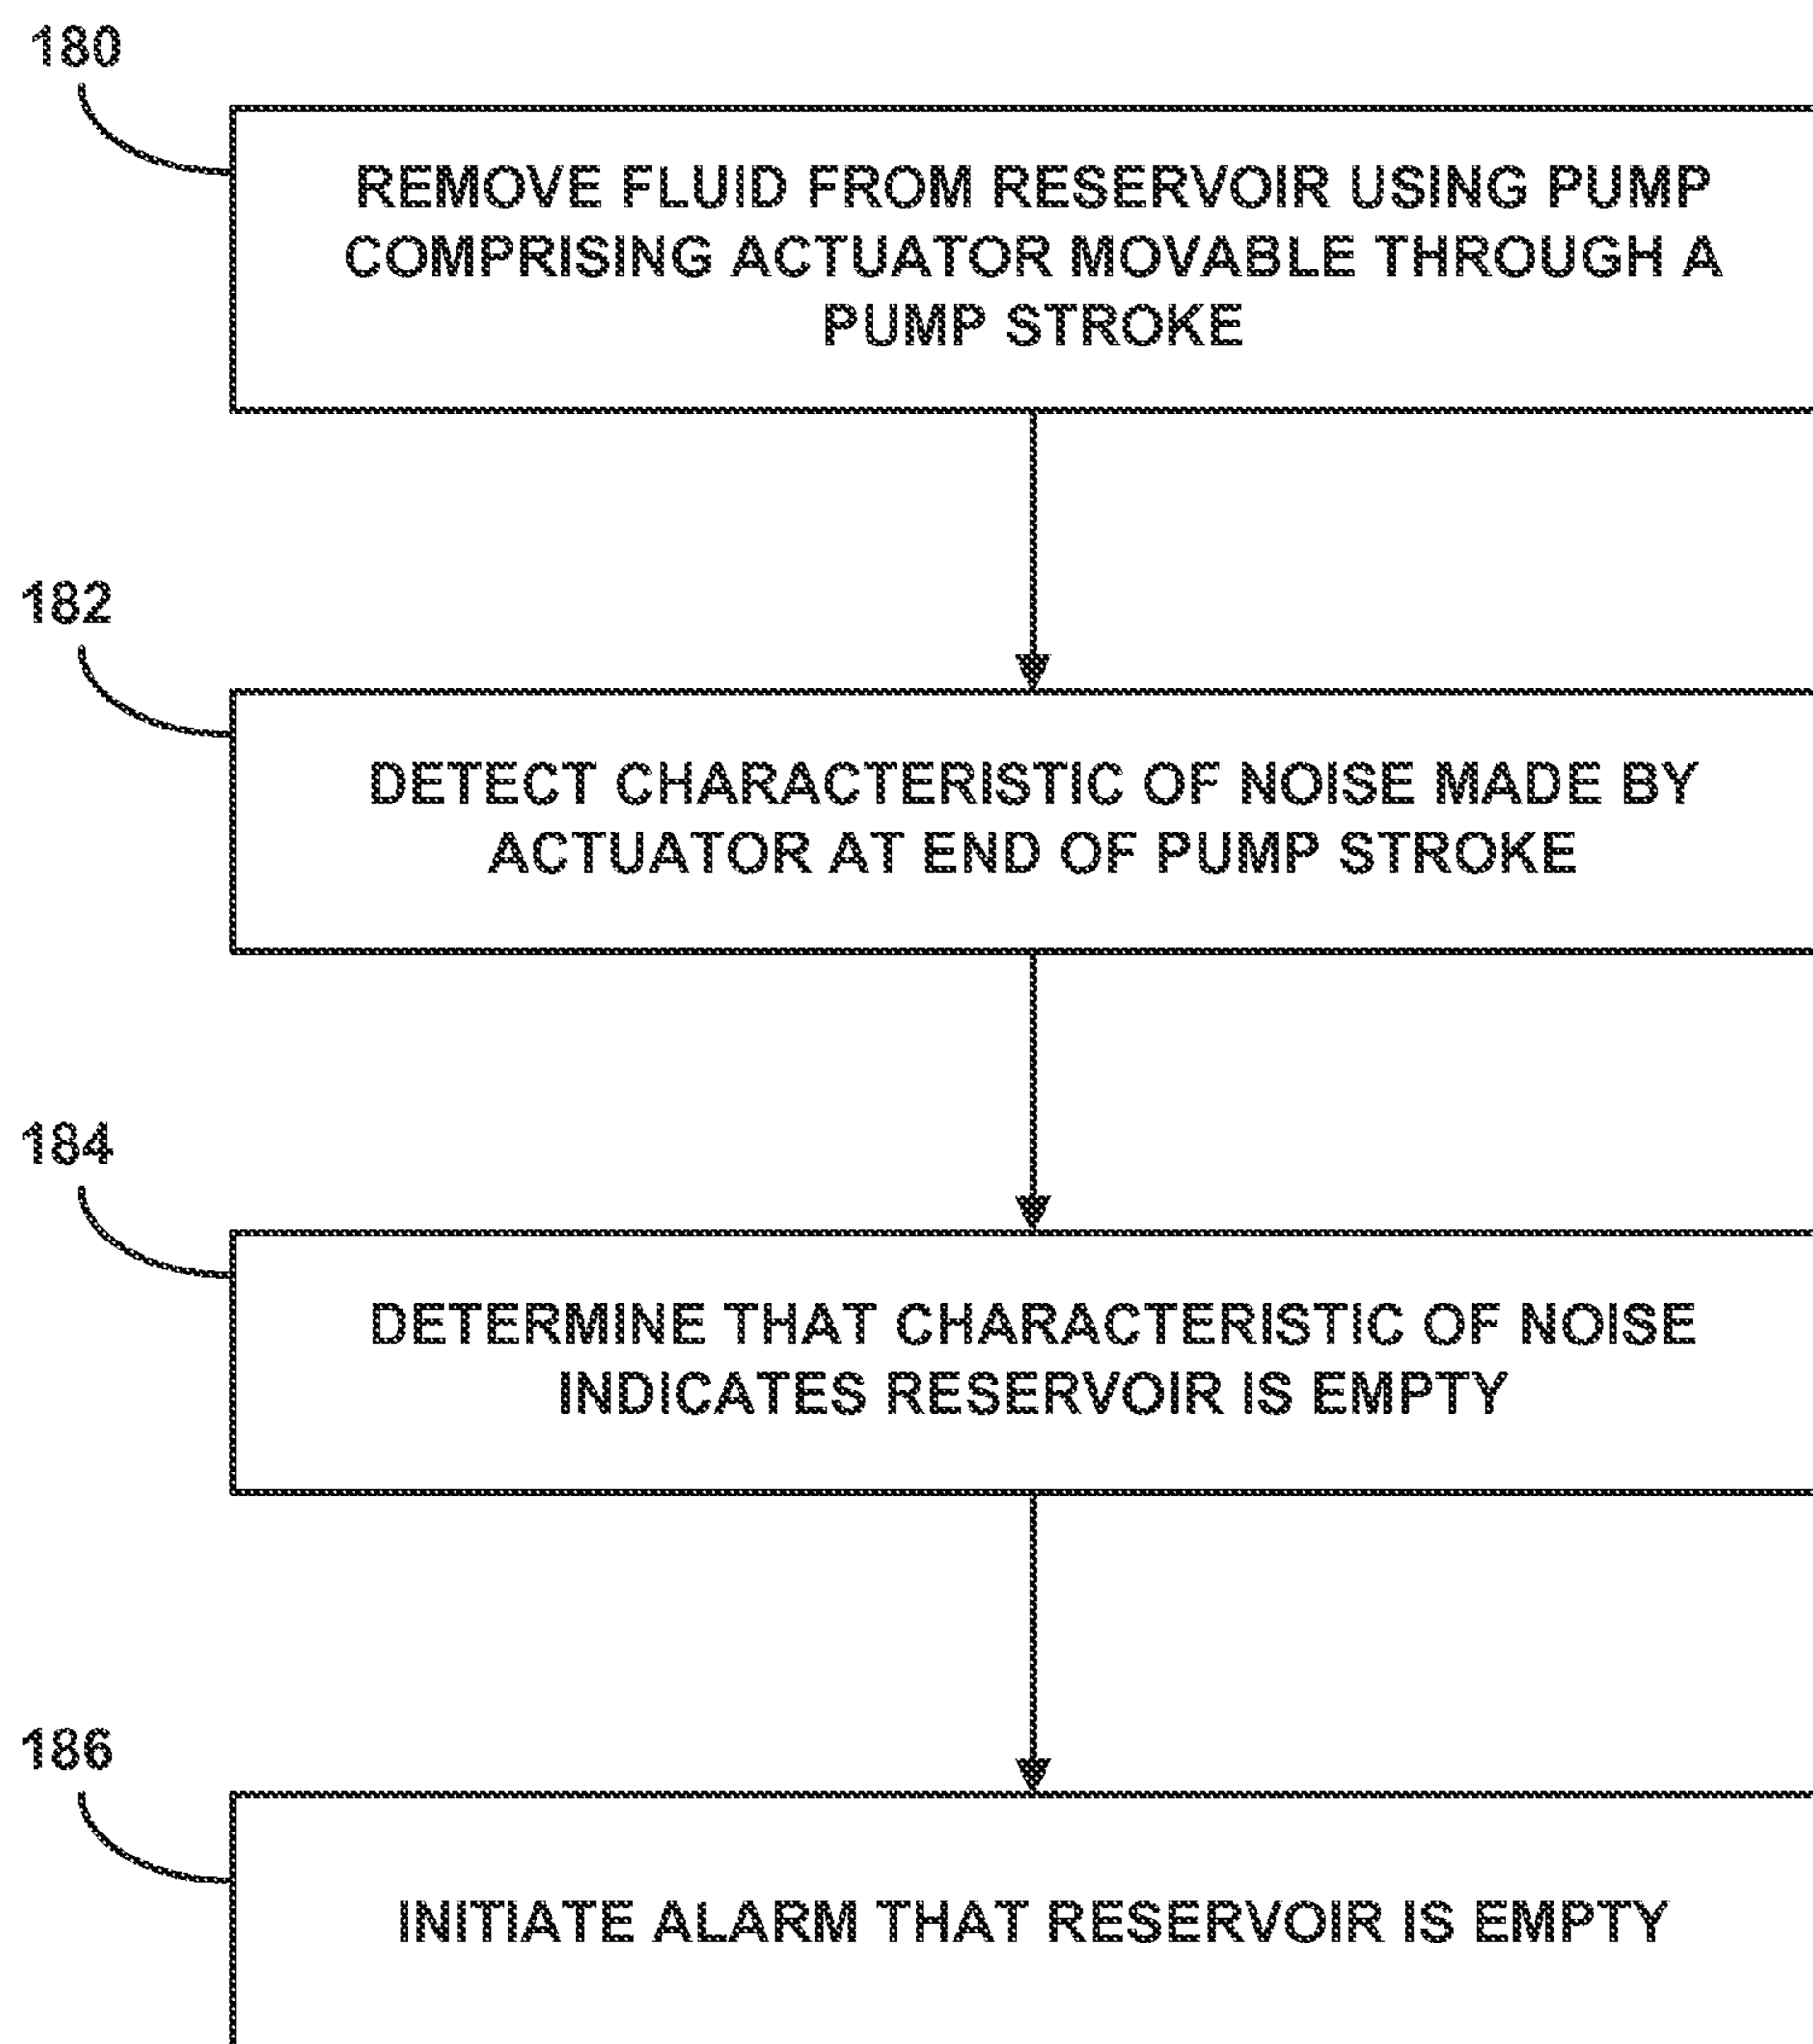 180
REMOVE FLUID FROM RESERVOIR USING PUMP
COMPRISING ACTUATOR MOVABLE THROUGH A
PUMP STROKE
182
DETECT CHARACTERISTIC OF NOISE MADE BY
ACTUATOR AT END OF PUMP STROKE
184
DETERMINE THAT CHARACTERISTIC OF NOISE
INDICATES RESERVOIR IS EMPTY
186
INITIATE ALARM THAT RESERVOIR IS EMPTY